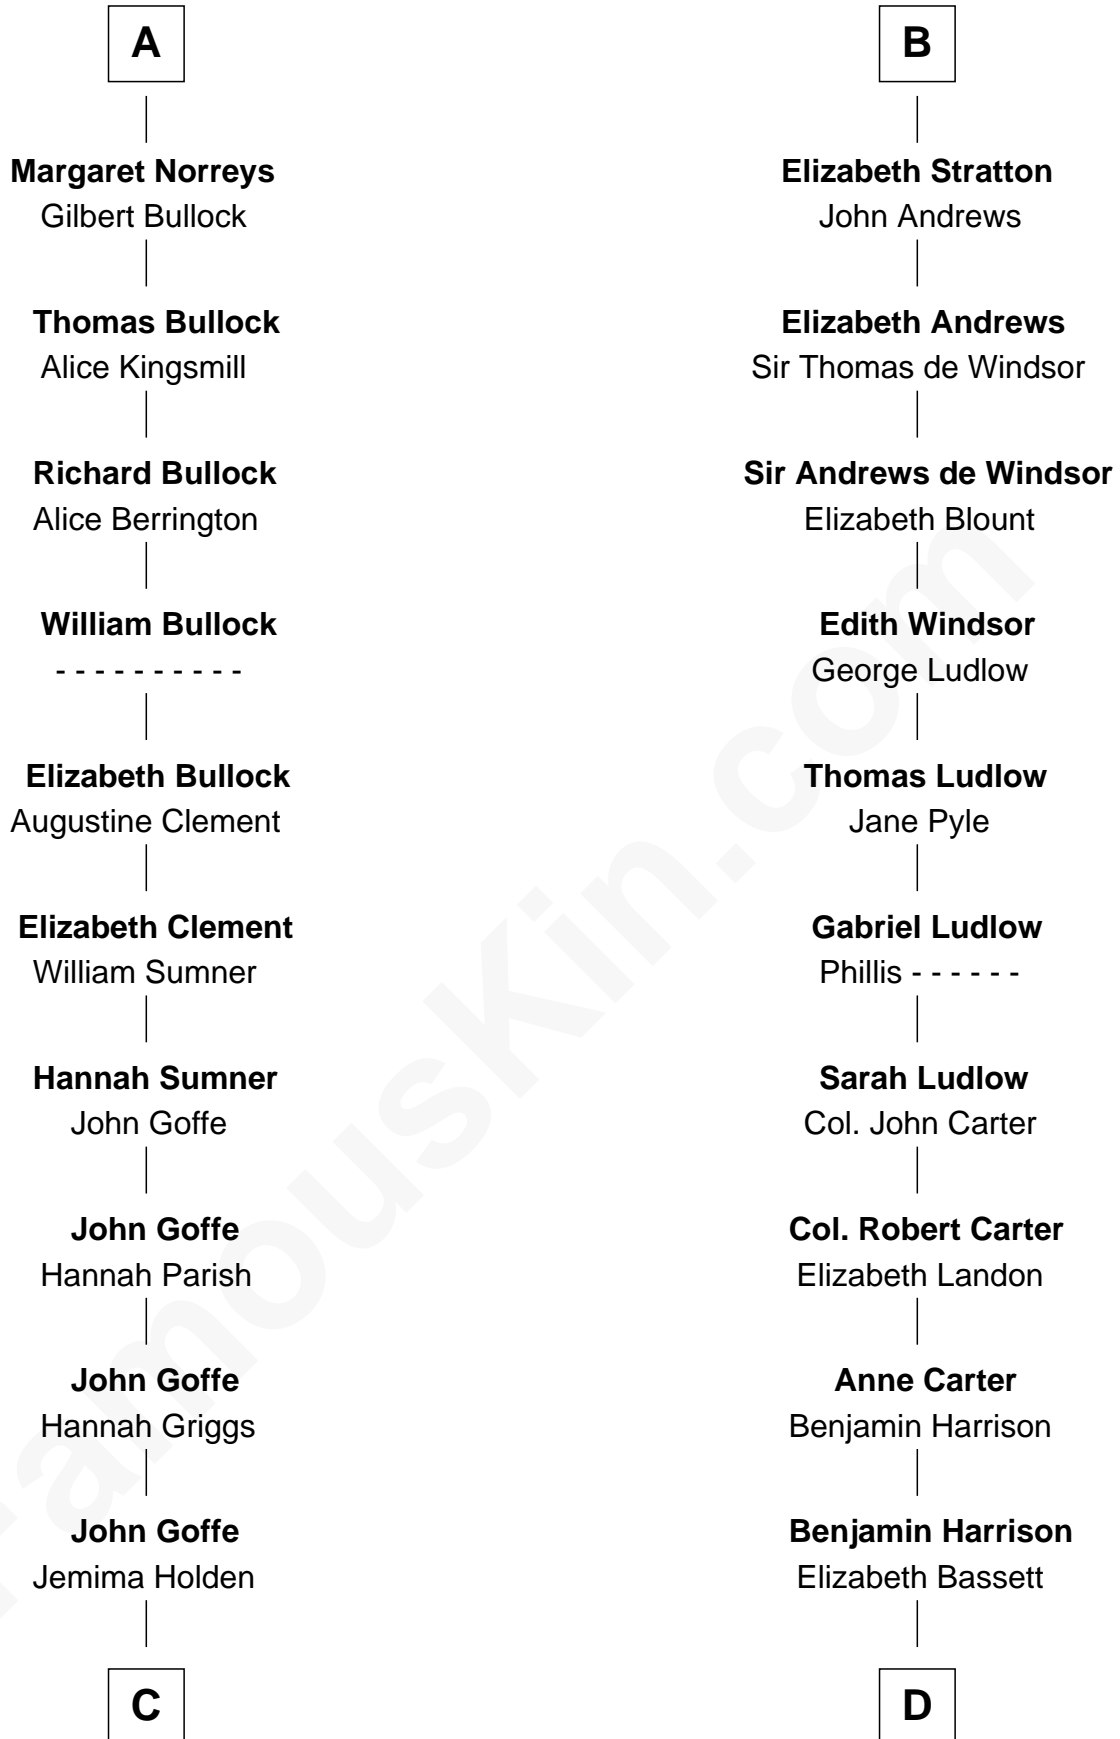 A
Margaret Norreys
Gilbert Bullock
Thomas Bullock
Alice Kingsmill
Richard Bullock
Alice Berrington
William Bullock
- - - - - - - - - -
Elizabeth Bullock
Augustine Clement
Elizabeth Clement
William Sumner
Hannah Sumner
John Goffe
John Goffe
Hannah Parish
John Goffe
Hannah Griggs
John Goffe
Jemima Holden
C
B
Elizabeth Stratton
John Andrews
Elizabeth Andrews
Sir Thomas de Windsor
Sir Andrews de Windsor
Elizabeth Blount
Edith Windsor
George Ludlow
Thomas Ludlow
Jane Pyle
Gabriel Ludlow
Phillis - - - - - -
Sarah Ludlow
Col. John Carter
Col. Robert Carter
Elizabeth Landon
Anne Carter
Benjamin Harrison
Benjamin Harrison
Elizabeth Bassett
D
FamousKin.com